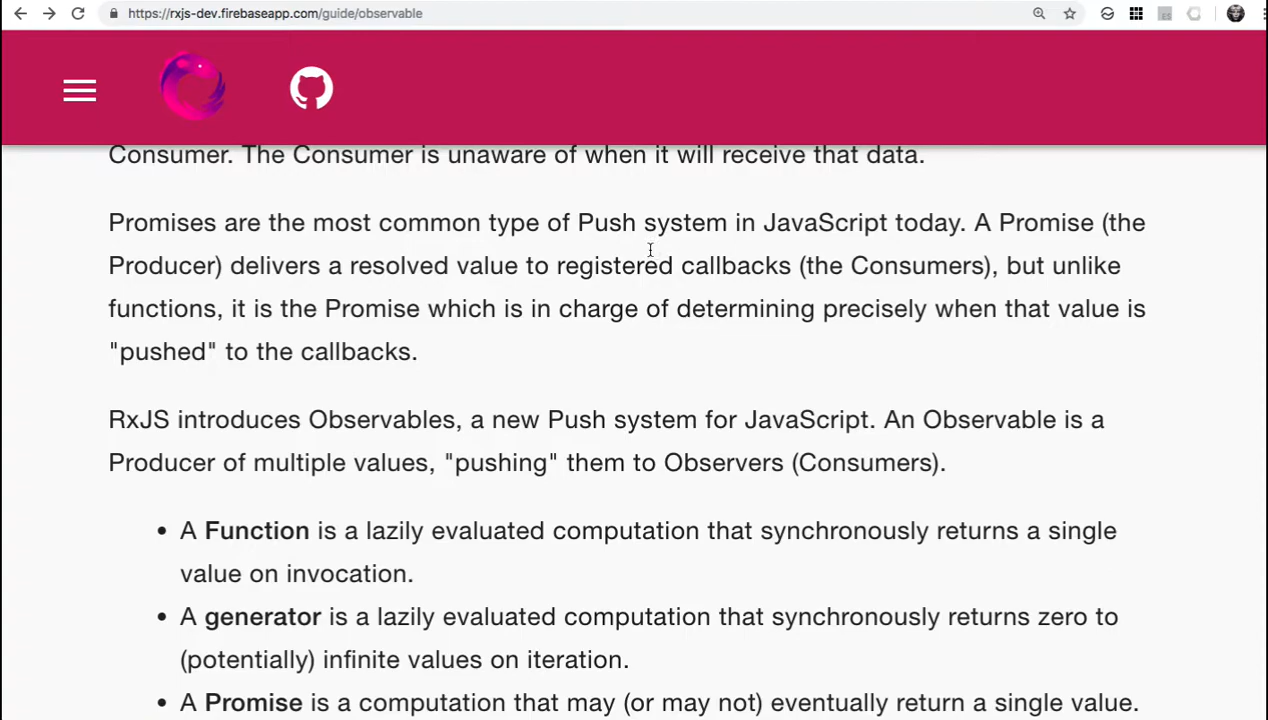 https://rxjs-dev.firebaseapp.com/guide/observable
Consumer. The Consumer is unaware of when it will receive that data.
Promises are the most common type of Push system in JavaScript today. A Promise (the
Producer) delivers a resolved value to registered callbacks (the Consumers), but unlike
functions, it is the Promise which is in charge of determining precisely when that value is
"pushed" to the callbacks.
RxJS introduces Observables, a new Push system for JavaScript. An Observable is a
Producer of multiple values, "pushing" them to Observers (Consumers).
• A Function is a lazily evaluated computation that synchronously returns a single
value on invocation.
• A generator is a lazily evaluated computation that synchronously returns zero to
(potentially) infinite values on iteration.
• A Promise is a computation that may (or may not) eventually return a single value.